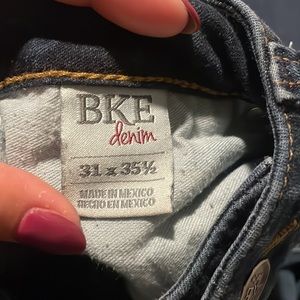 BKE
denim
31 x 35½
MADE IN MEXICO
HECHO EN MEXICO